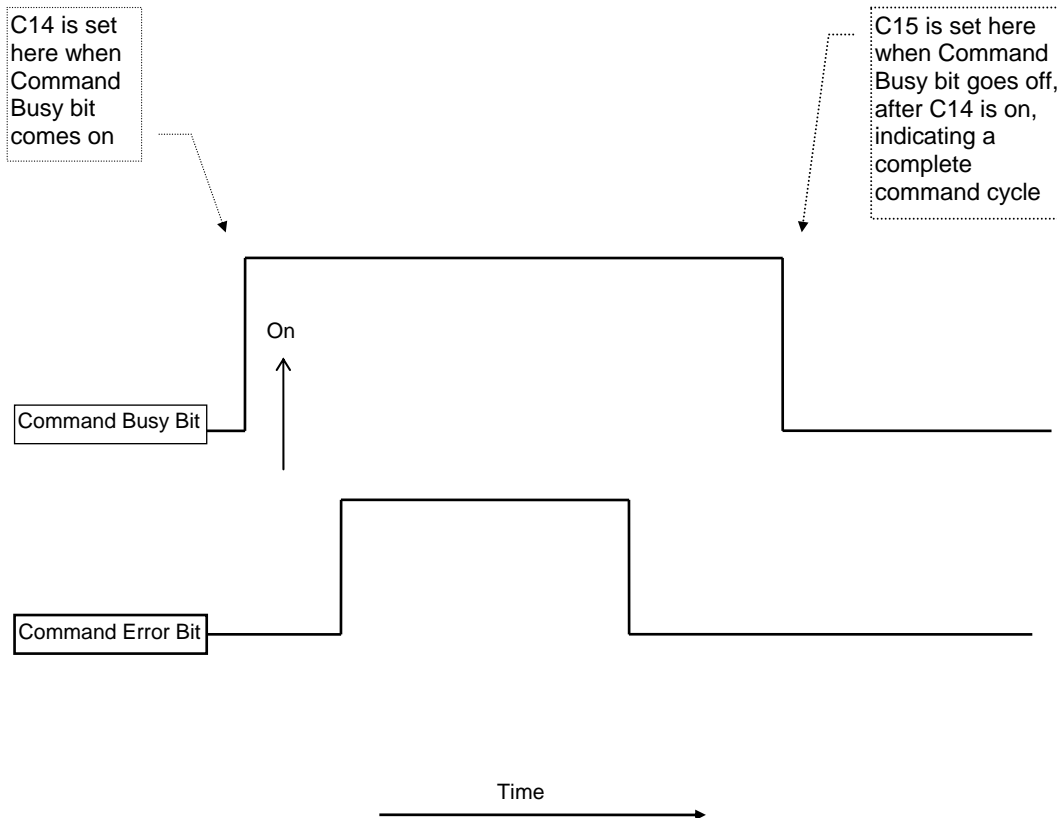 C14 is set
here when
Command
Busy bit
comes on
C15 is set here
when Command
Busy bit goes off,
after C14 is on,
indicating a
complete
command cycle
On
Command Busy Bit
Command Error Bit
Time